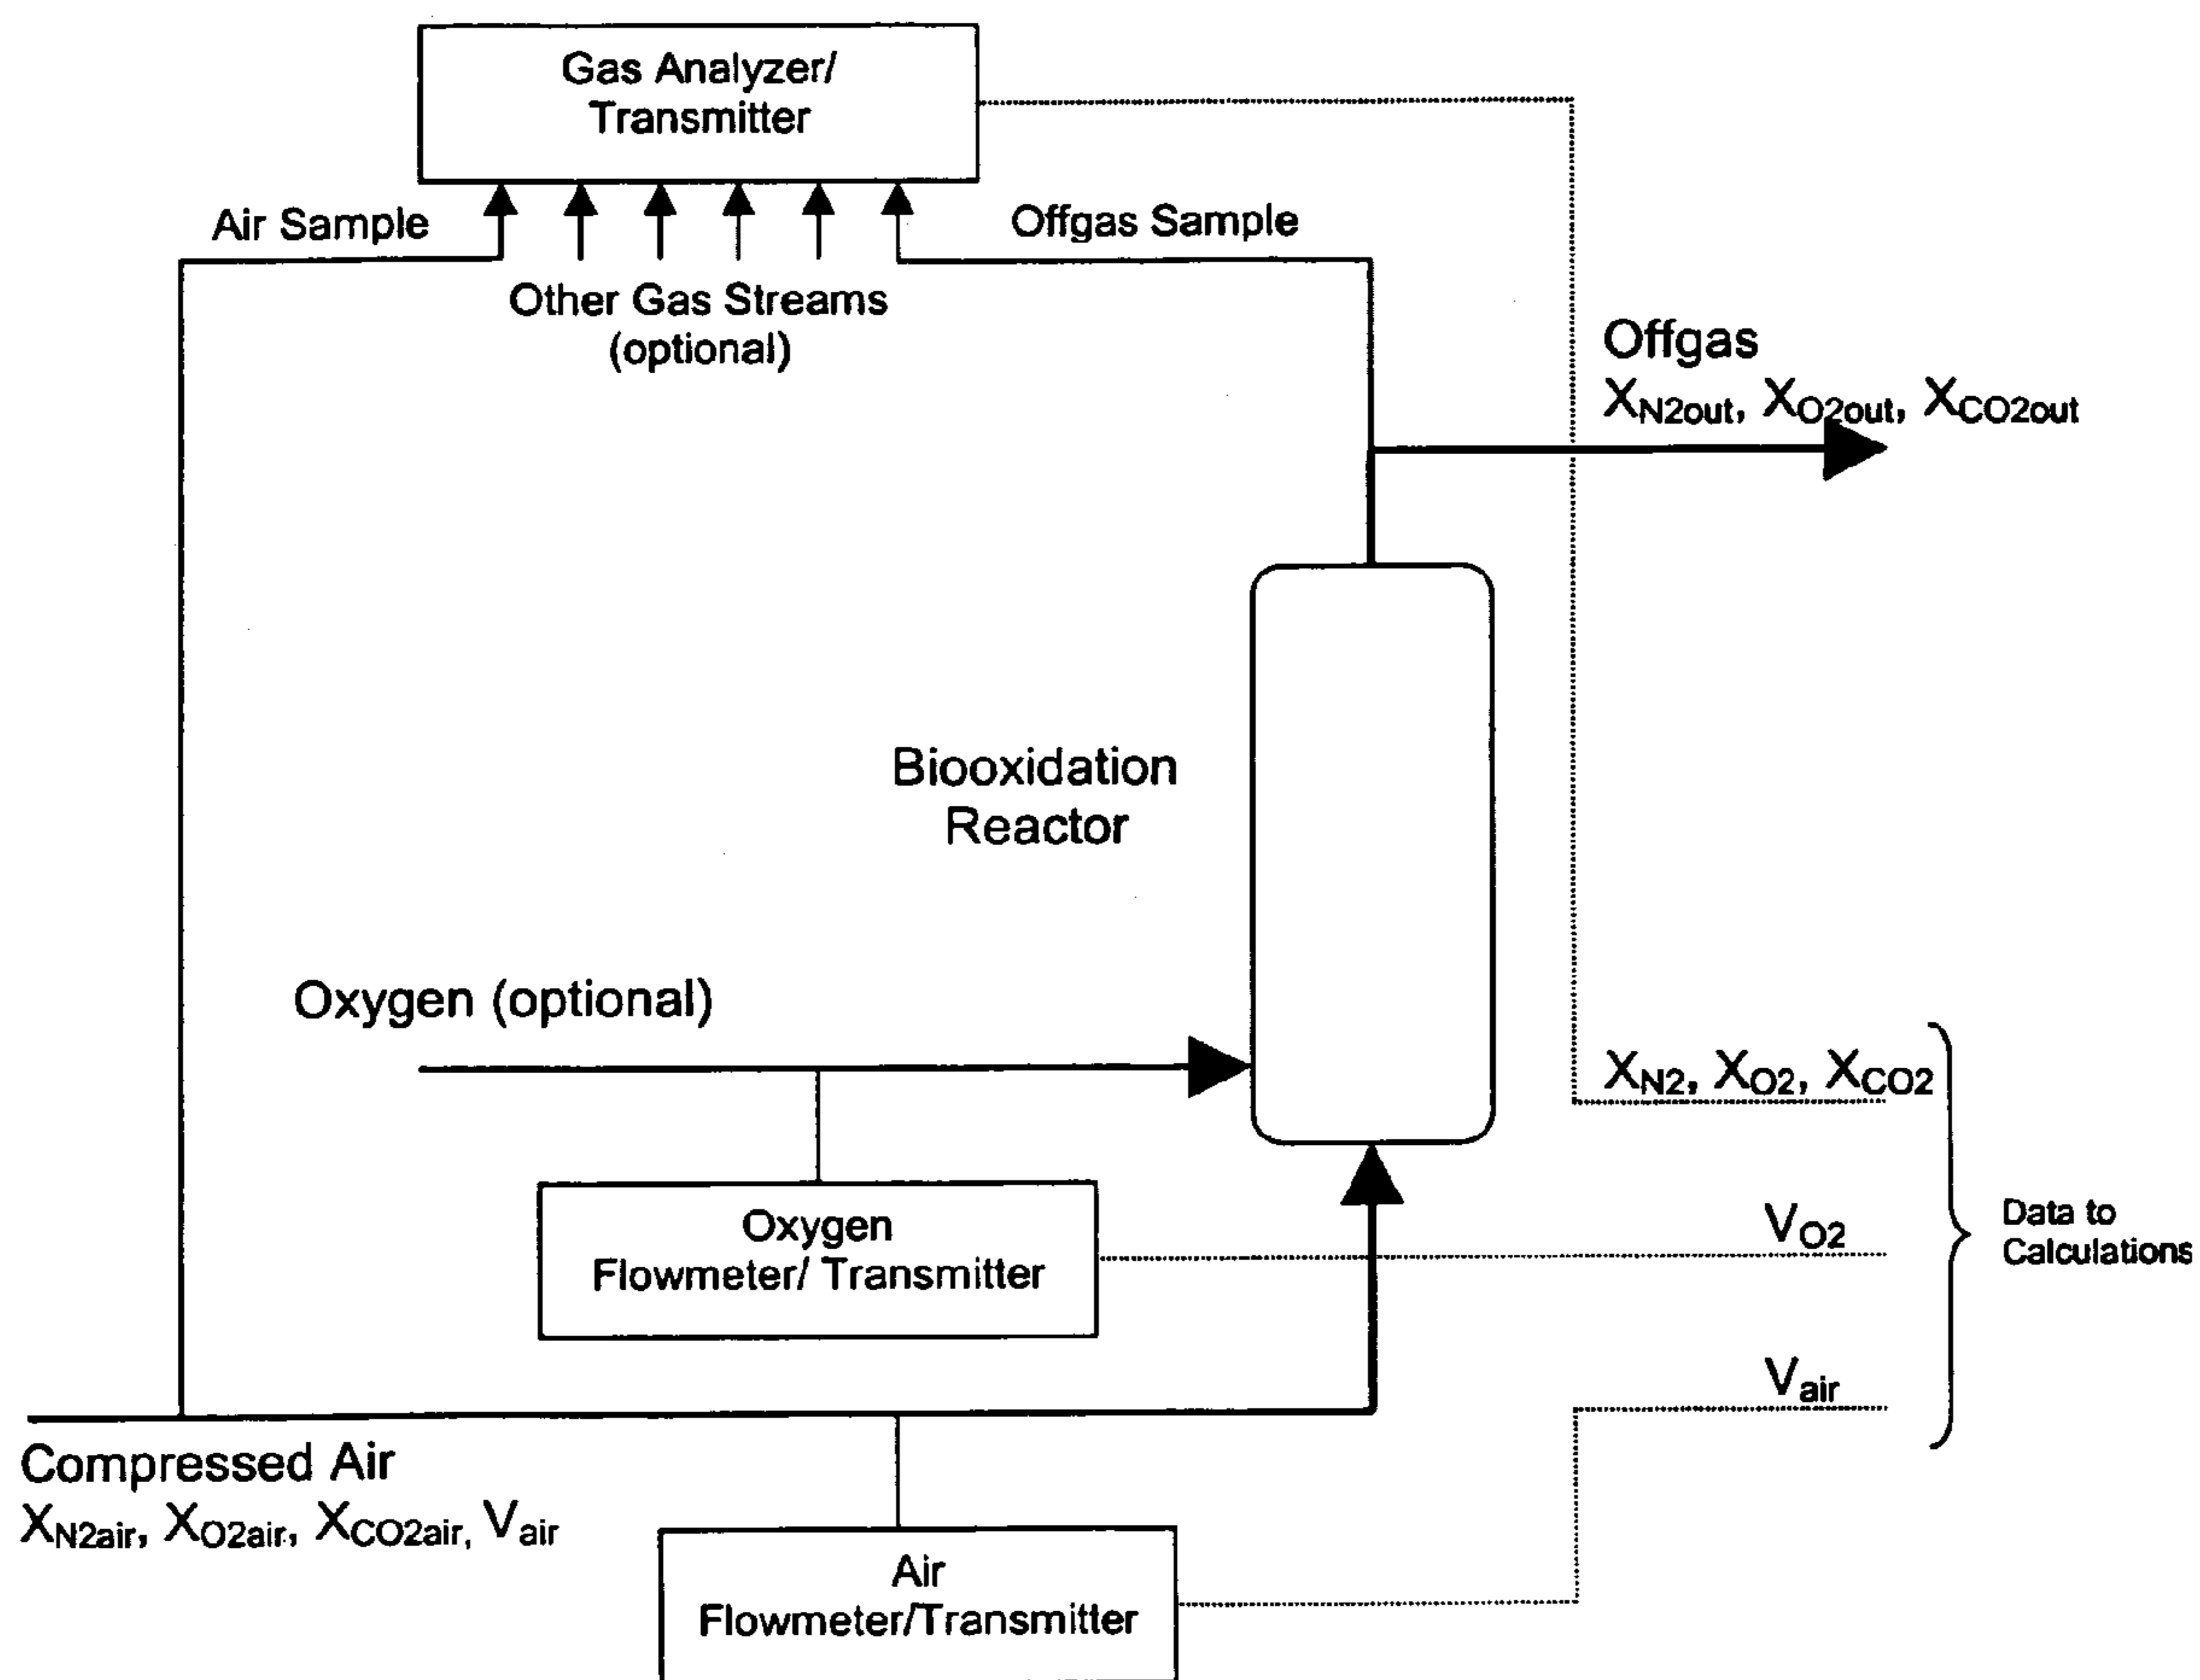 Gas Analyzer/
Transmitter
Air Sample
Offgas Sample
Other Gas Streams
(optional)
Offgas
XN2out, XO2out, XCO2out
Biooxidation
Reactor
Oxygen (optional)
XN2, XO2, XCO2
Oxygen
Flowmeter/ Transmitter
VO2
Data to
Calculations
Vair
Compressed Air
XN2air, XO2air, XCO2air, Vair
Air
Flowmeter/Transmitter